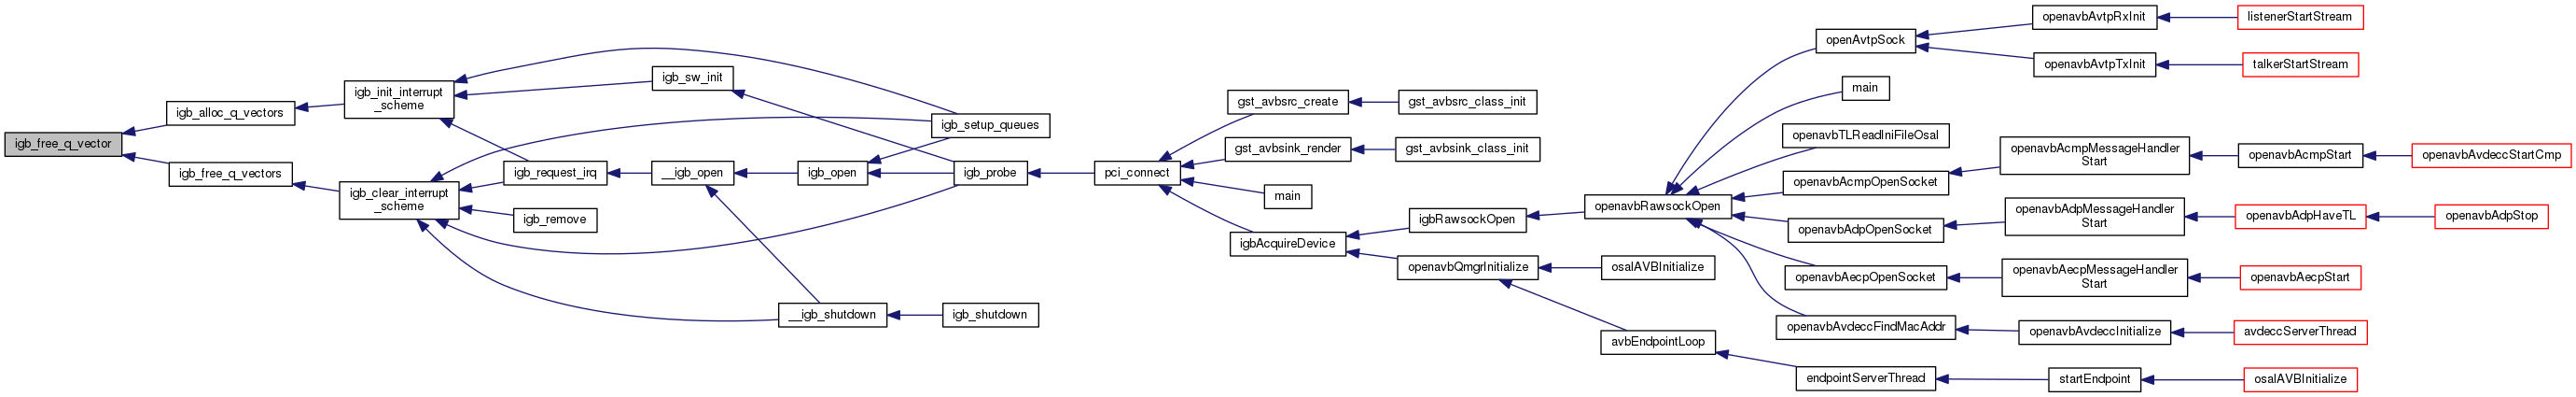 igb_free_q_vector
igb_alloc_q_vectors
igb_free_q_vectors
igb_init_interrupt
_scheme
igb_clear_interrupt
_scheme
igb_sw_init
igb_request_irq
igb_remove
__igb_open
igb_open
__igb_shutdown
igb_setup_queues
igb_probe
igb_shutdown
pci_connect
gst_avbsrc_create
gst_avbsink_render
main
igbAcquireDevice
gst_avbsrc_class_init
gst_avbsink_class_init
igbRawsockOpen
openavbQmgrInitialize
openavbRawsockOpen
osalAVBInitialize
avbEndpointLoop
openAvtpSock
main
openavbTLReadIniFileOsal
openavbAcmpOpenSocket
openavbAdpOpenSocket
openavbAecpOpenSocket
openavbAvdeccFindMacAddr
endpointServerThread
openavbAvtpRxInit
openavbAvtpTxInit
openavbAcmpMessageHandler
Start
openavbAdpMessageHandler
Start
openavbAecpMessageHandler
Start
openavbAvdeccInitialize
startEndpoint
listenerStartStream
talkerStartStream
openavbAcmpStart
openavbAdpHaveTL
openavbAecpStart
avdeccServerThread
osalAVBInitialize
openavbAvdeccStartCmp
openavbAdpStop